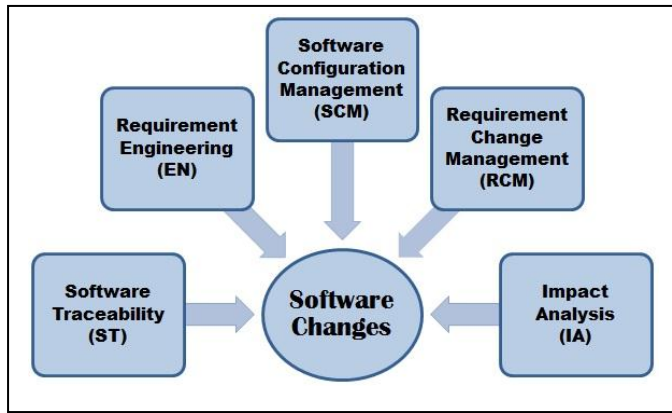 Software
Configuration
Management
(SCM)
Requirement
Engineering
(EN)
Requirement
Change
Management
(RCM)
Software
Traceability
(ST)
Software
Changes
Impact
Analysis
(IA)